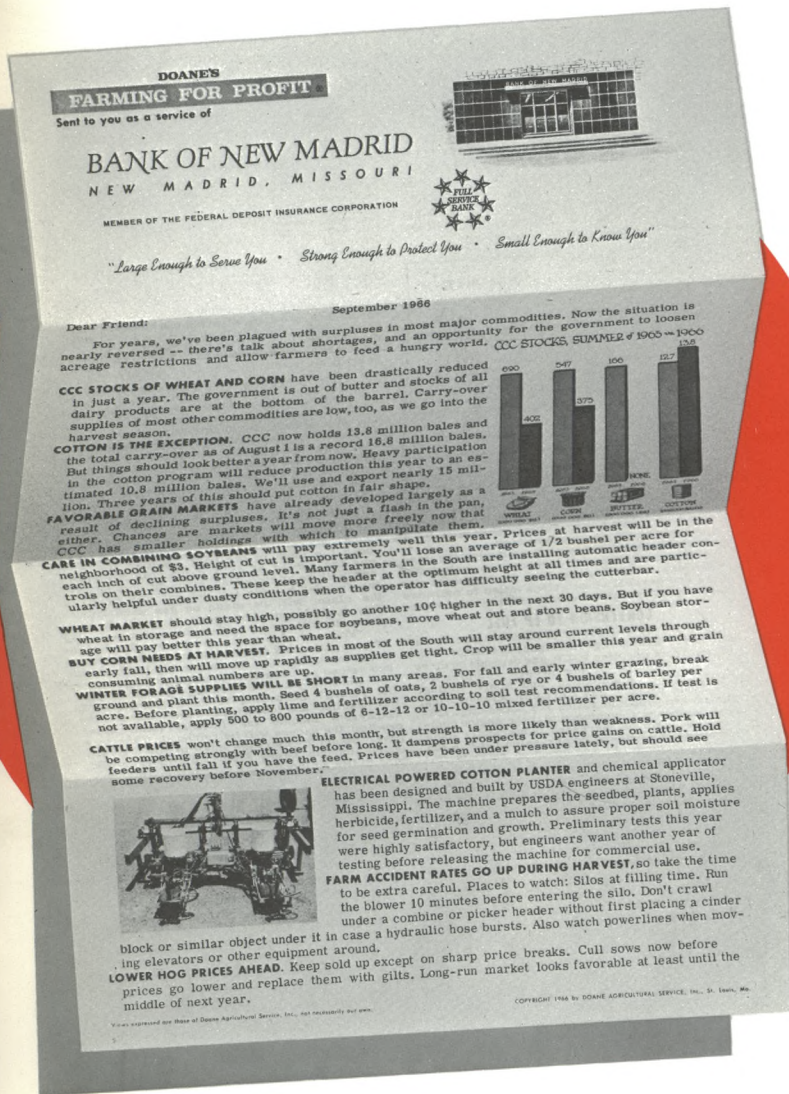 DOANE'S
FARMING FOR PROFIT
Sent to you as a service of
BANK OF NEW MADRID
BANK OF NEW MADRID
NEW MADRID, MISSOURI
MEMBER OF THE FEDERAL DEPOSIT INSURANCE CORPORATION
FULL
SERVICE
BANK
®
"Large Enough to Serve You • Strong Enough to Protect You • Small Enough to Know You"
September 1966
Dear Friend:
For years, we've been plagued with surpluses in most major commodities. Now the situation is
nearly reversed -- there's talk about shortages, and an opportunity for the government to loosen
acreage restrictions and allow farmers to feed a hungry world.
CCC STOCKS, SUMMER of 1965 — 1966
690
402
547
375
166
NONE
12.7
13.8
WHEAT
CORN
BUTTER
COTTON
CCC STOCKS OF WHEAT AND CORN have been drastically reduced
in just a year. The government is out of butter and stocks of all
dairy products are at the bottom of the barrel. Carry-over
supplies of most other commodities are low, too, as we go into the
harvest season.
COTTON IS THE EXCEPTION. CCC now holds 13.8 million bales and
the total carry-over as of August 1 is a record 16.8 million bales.
But things should look better a year from now. Heavy participation
in the cotton program will reduce production this year to an es-
timated 10.8 million bales. We'll use and export nearly 15 mil-
lion. Three years of this should put cotton in fair shape.
FAVORABLE GRAIN MARKETS have already developed largely as a
result of declining surpluses. It's not just a flash in the pan,
either. Chances are markets will move more freely now that
CCC has smaller holdings with which to manipulate them.
CARE IN COMBINING SOYBEANS will pay extremely well this year. Prices at harvest will be in the
neighborhood of $3. Height of cut is important. You'll lose an average of 1/2 bushel per acre for
each inch of cut above ground level. Many farmers in the South are installing automatic header con-
trols on their combines. These keep the header at the optimum height at all times and are partic-
ularly helpful under dusty conditions when the operator has difficulty seeing the cutterbar.
WHEAT MARKET should stay high, possibly go another 10¢ higher in the next 30 days. But if you have
wheat in storage and need the space for soybeans, move wheat out and store beans. Soybean stor-
age will pay better this year than wheat.
BUY CORN NEEDS AT HARVEST. Prices in most of the South will stay around current levels through
early fall, then will move up rapidly as supplies get tight. Crop will be smaller this year and grain
consuming animal numbers are up.
WINTER FORAGE SUPPLIES WILL BE SHORT in many areas. For fall and early winter grazing, break
ground and plant this month. Seed 4 bushels of oats, 2 bushels of rye or 4 bushels of barley per
acre. Before planting, apply lime and fertilizer according to soil test recommendations. If test is
not available, apply 500 to 800 pounds of 6-12-12 or 10-10-10 mixed fertilizer per acre.
CATTLE PRICES won't change much this month, but strength is more likely than weakness. Pork will
be competing strongly with beef before long. It dampens prospects for price gains on cattle. Hold
feeders until fall if you have the feed. Prices have been under pressure lately, but should see
some recovery before November.
ELECTRICAL POWERED COTTON PLANTER and chemical applicator
has been designed and built by USDA engineers at Stoneville,
Mississippi. The machine prepares the seedbed, plants, applies
herbicide, fertilizer, and a mulch to assure proper soil moisture
for seed germination and growth. Preliminary tests this year
were highly satisfactory, but engineers want another year of
testing before releasing the machine for commercial use.
FARM ACCIDENT RATES GO UP DURING HARVEST, so take the time
to be extra careful. Places to watch: Silos at filling time. Run
the blower 10 minutes before entering the silo. Don't crawl
under a combine or picker header without first placing a cinder
block or similar object under it in case a hydraulic hose bursts. Also watch powerlines when mov-
ing elevators or other equipment around.
LOWER HOG PRICES AHEAD. Keep sold up except on sharp price breaks. Cull sows now before
prices go lower and replace them with gilts. Long-run market looks favorable at least until the
middle of next year.
Views expressed are those of Doane Agricultural Service, Inc., not necessarily our own.
COPYRIGHT 1966 by DOANE AGRICULTURAL SERVICE, Inc., St. Louis, Mo.